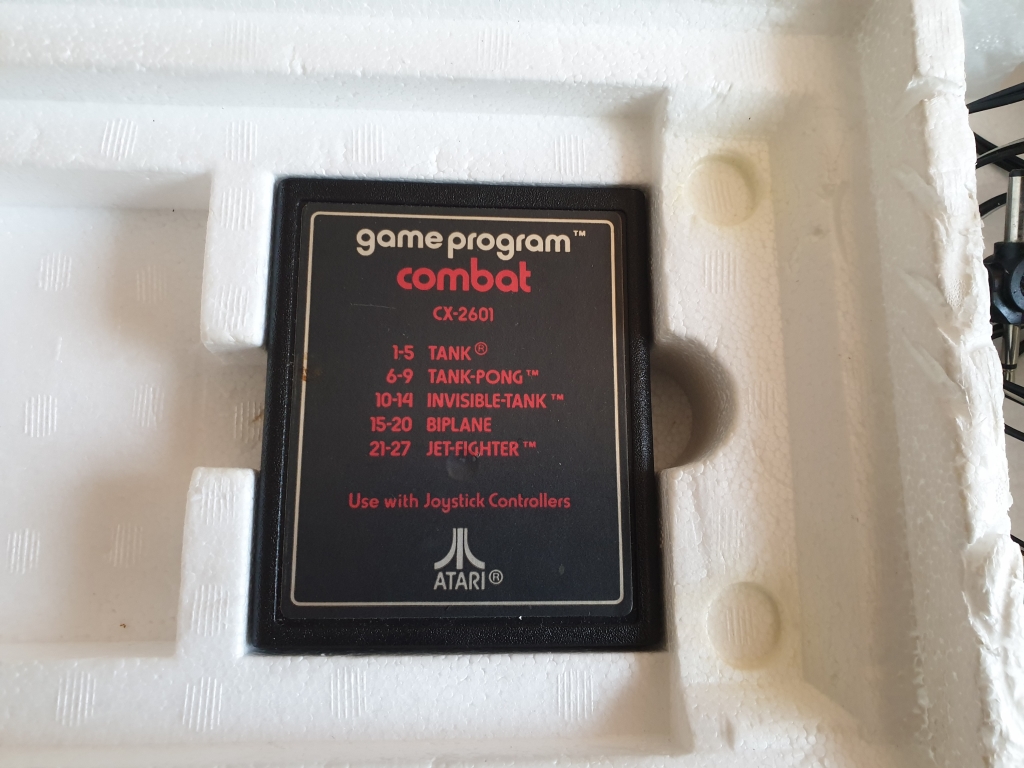 game program™
combat
CX-2601
1-5 TANK®
6-9 TANK-PONG™
10-14 INVISIBLE-TANK™
15-20 BIPLANE
21-27 JET-FIGHTER™
Use with Joystick Controllers
ATARI®